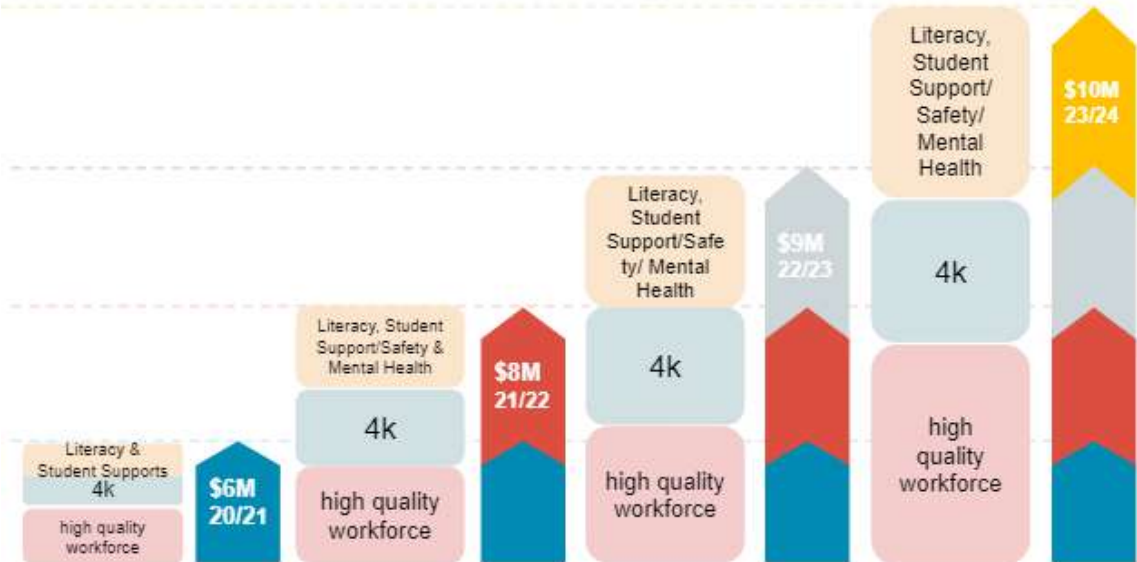 Literacy &
Student Supports
4k
high quality
workforce
$6M
20/21
Literacy, Student
Support/Safety &
Mental Health
4k
high quality
workforce
$8M
21/22
Literacy,
Student
Support/Safe
ty/ Mental
Health
4k
high quality
workforce
$9M
22/23
Literacy,
Student
Support/
Safety/
Mental
Health
4k
high
quality
workforce
$10M
23/24